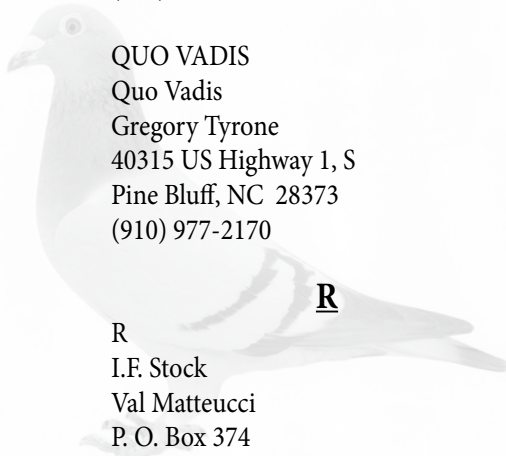 QUO VADIS
Quo Vadis
Gregory Tyrone
40315 US Highway 1, S
Pine Bluff, NC  28373
(910) 977-2170
R
R
I.F. Stock
Val Matteucci
P. O. Box 374